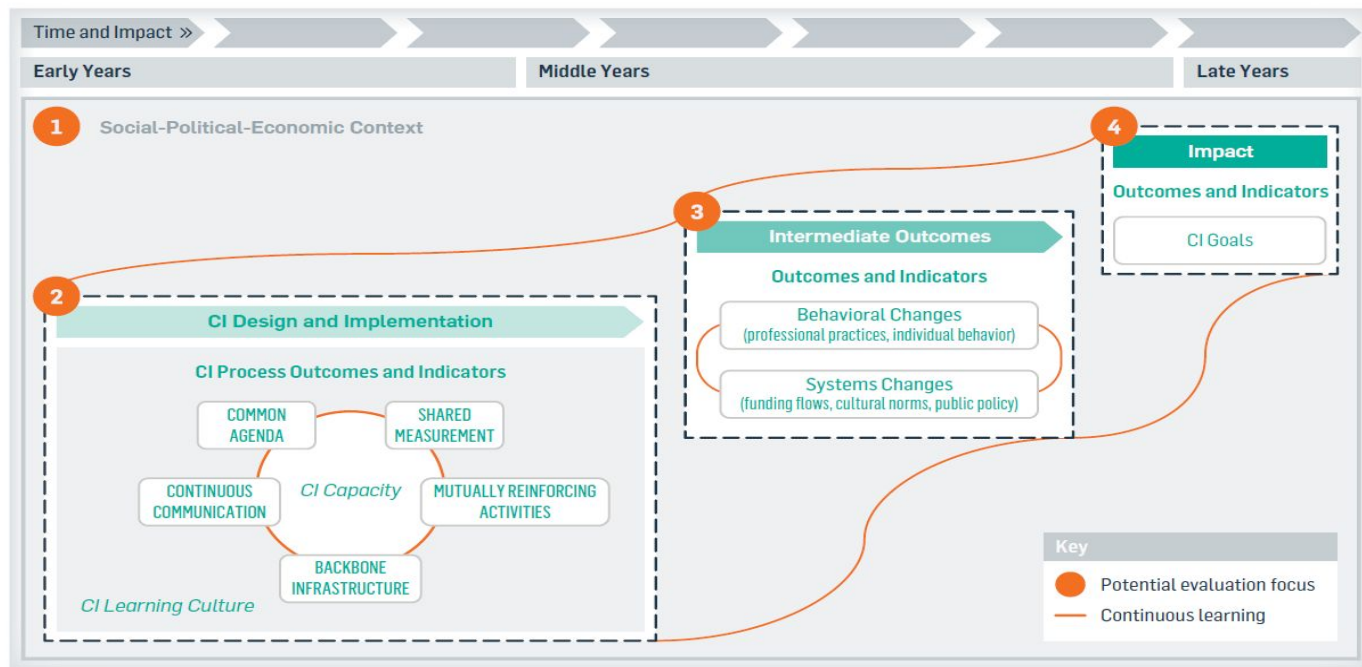 Time and Impact »
Early Years
Middle Years
Late Years
1
Social-Political-Economic Context
4
Impact
Outcomes and Indicators
CI Goals
3
Intermediate Outcomes
Outcomes and Indicators
Behavioral Changes
(professional practices, individual behavior)
Systems Changes
(funding flows, cultural norms, public policy)
2
CI Design and Implementation
CI Process Outcomes and Indicators
COMMON
AGENDA
SHARED
MEASUREMENT
CONTINUOUS
COMMUNICATION
CI Capacity
MUTUALLY REINFORCING
ACTIVITIES
BACKBONE
INFRASTRUCTURE
CI Learning Culture
Key
Potential evaluation focus
Continuous learning